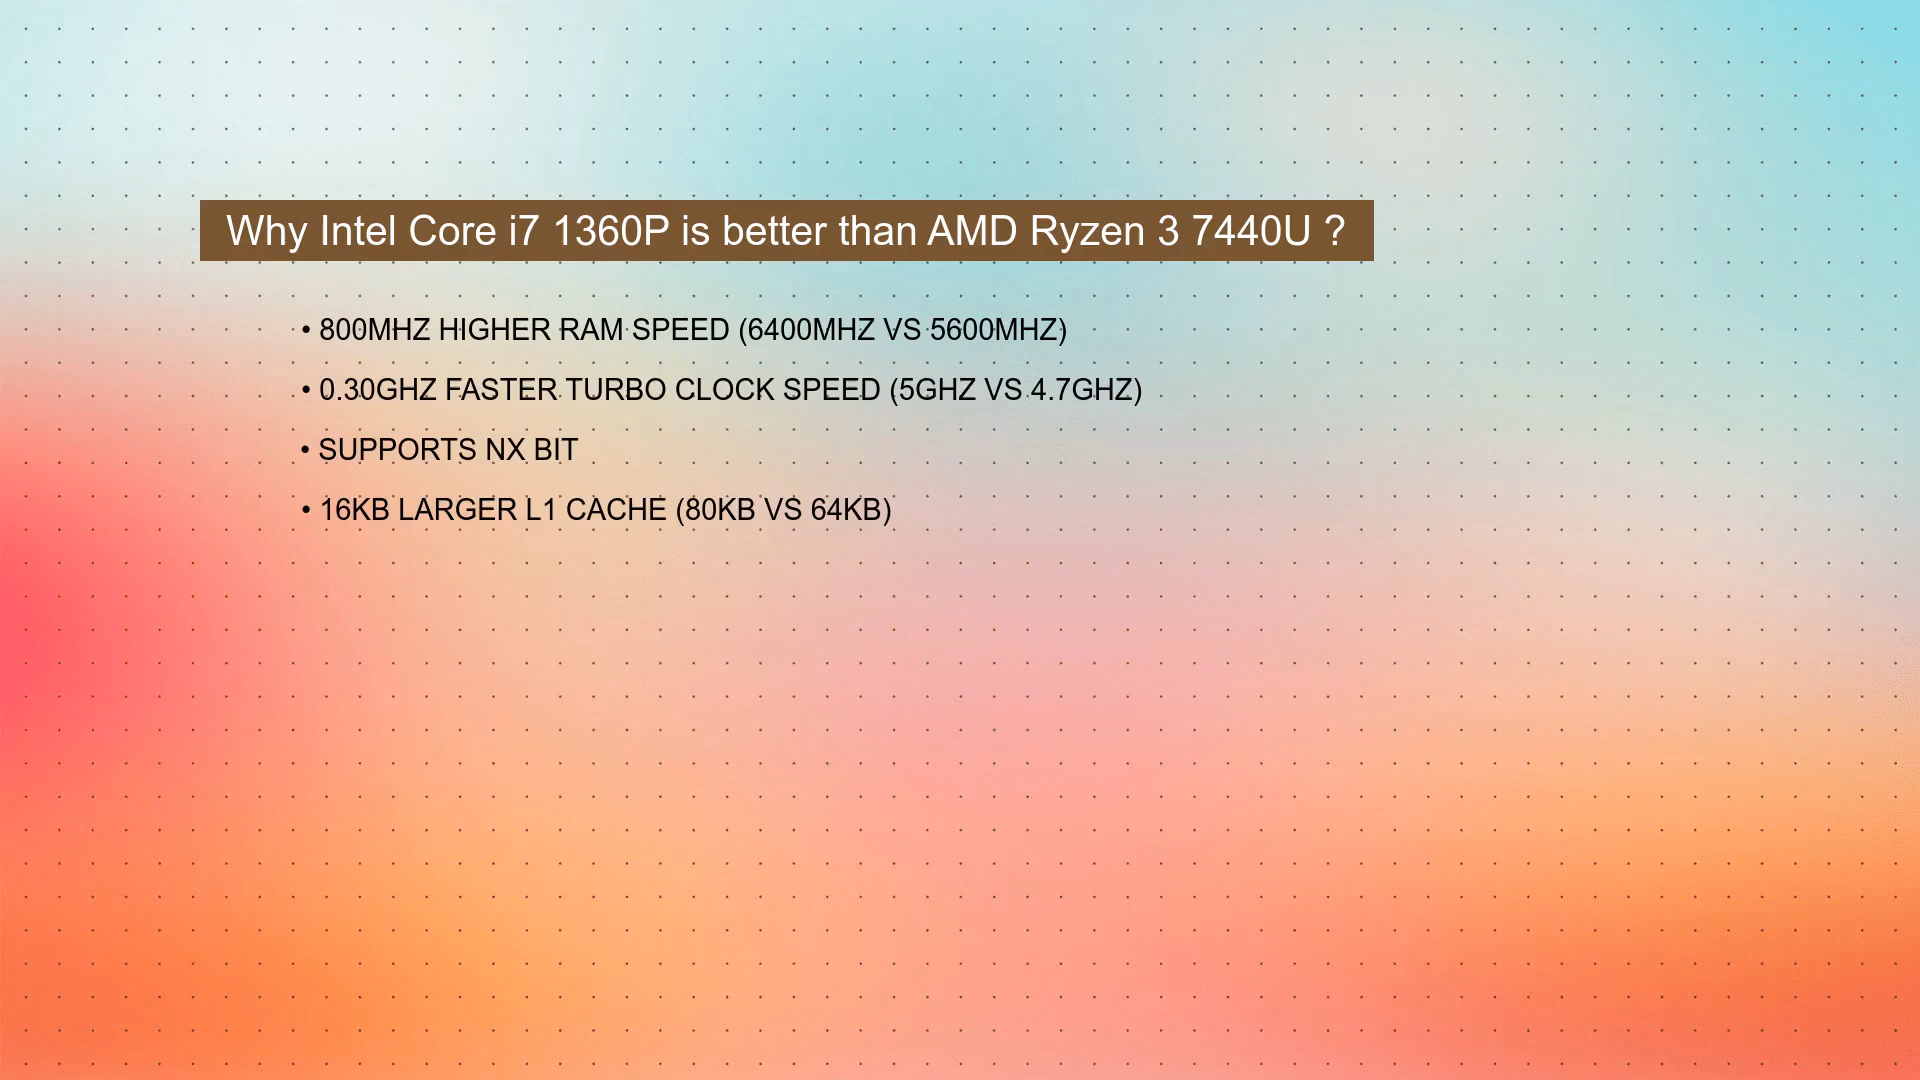 Why Intel Core i7 1360P is better than AMD Ryzen 3 7440U ?
• 800MHZ HIGHER RAM SPEED (6400MHZ VS 5600MHZ)
• 0.30GHZ FASTER TURBO CLOCK SPEED (5GHZ VS 4.7GHZ)
• SUPPORTS NX BIT
• 16KB LARGER L1 CACHE (80KB VS 64KB)